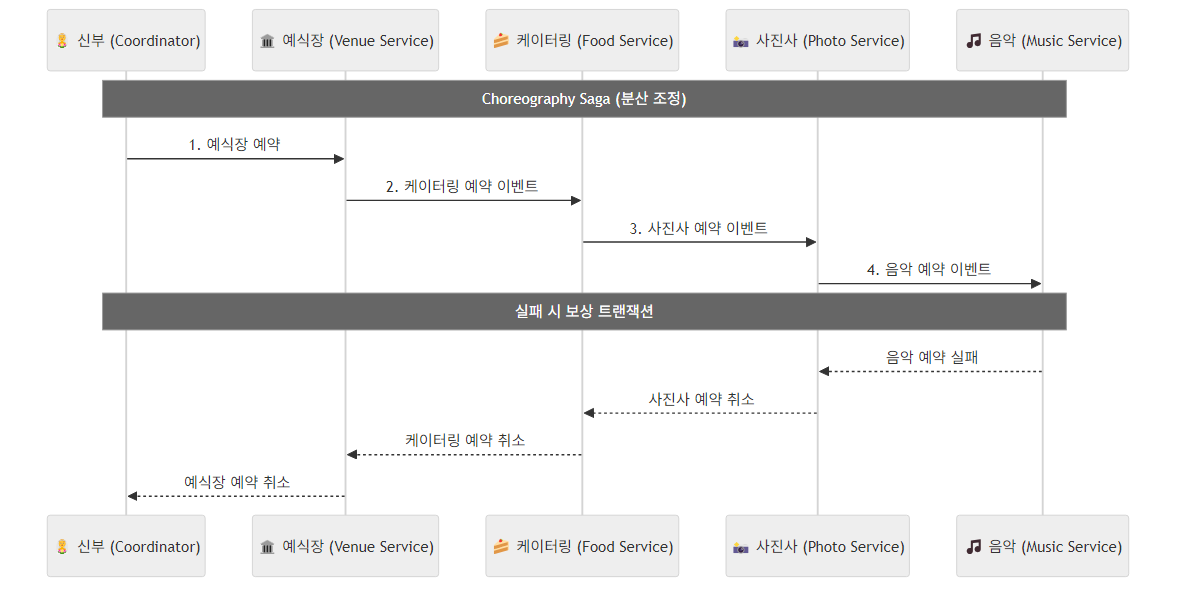 신부 (Coordinator)
예식장 (Venue Service)
케이터링 (Food Service)
사진사 (Photo Service)
음악 (Music Service)
Choreography Saga (분산 조정)
1. 예식장 예약
2. 케이터링 예약 이벤트
3. 사진사 예약 이벤트
4. 음악 예약 이벤트
실패 시 보상 트랜잭션
음악 예약 실패
사진사 예약 취소
케이터링 예약 취소
예식장 예약 취소
신부 (Coordinator)
예식장 (Venue Service)
케이터링 (Food Service)
사진사 (Photo Service)
음악 (Music Service)